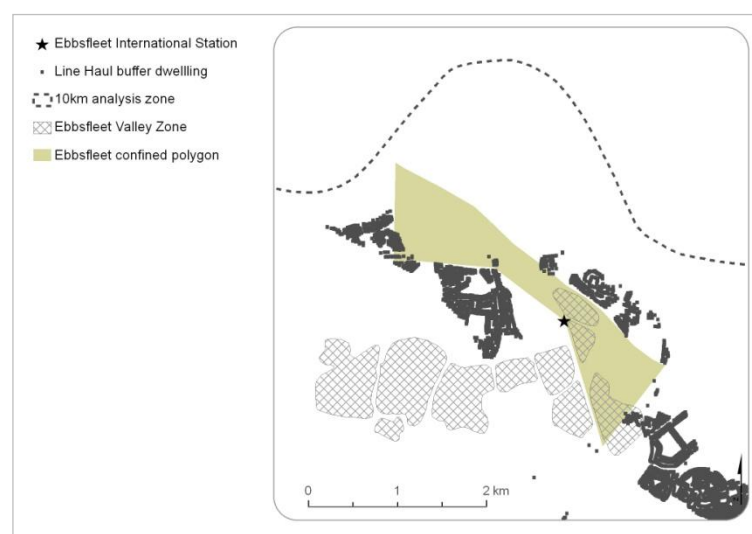 Ebbsfleet International Station
Line Haul buffer dwellling
10km analysis zone
Ebbsfleet Valley Zone
Ebbsfleet confined polygon
0 1 2 km